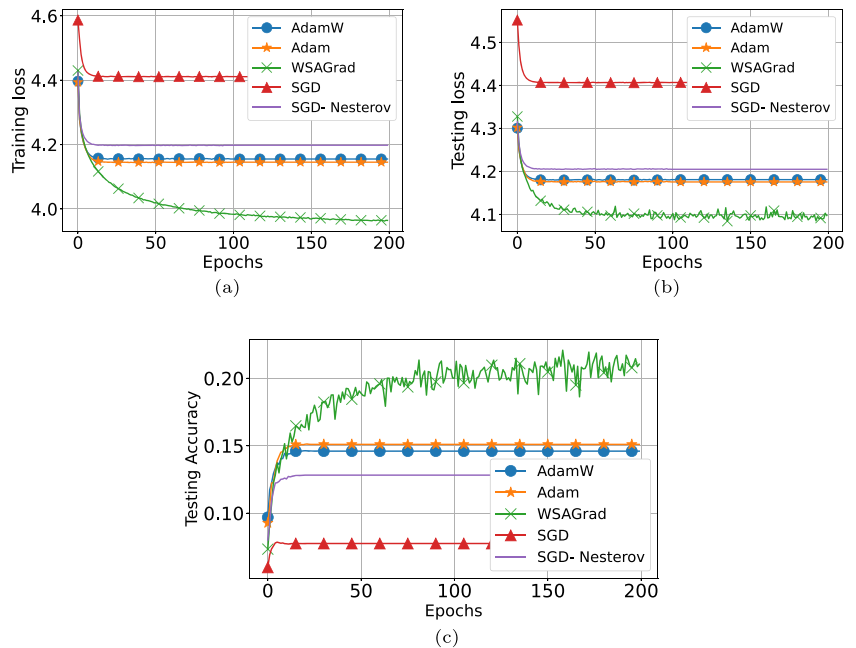 4.6
4.4
4.2
4.0
Training loss
AdamW
Adam
WSAGrad
SGD
SGD- Nesterov
0 50 100 150 200
Epochs
(a)
4.5
4.4
4.3
4.2
4.1
Testing loss
AdamW
Adam
WSAGrad
SGD
SGD- Nesterov
0 50 100 150 200
Epochs
(b)
0.20
0.15
0.10
Testing Accuracy
AdamW
Adam
WSAGrad
SGD
SGD- Nesterov
0 50 100 150 200
Epochs
(c)